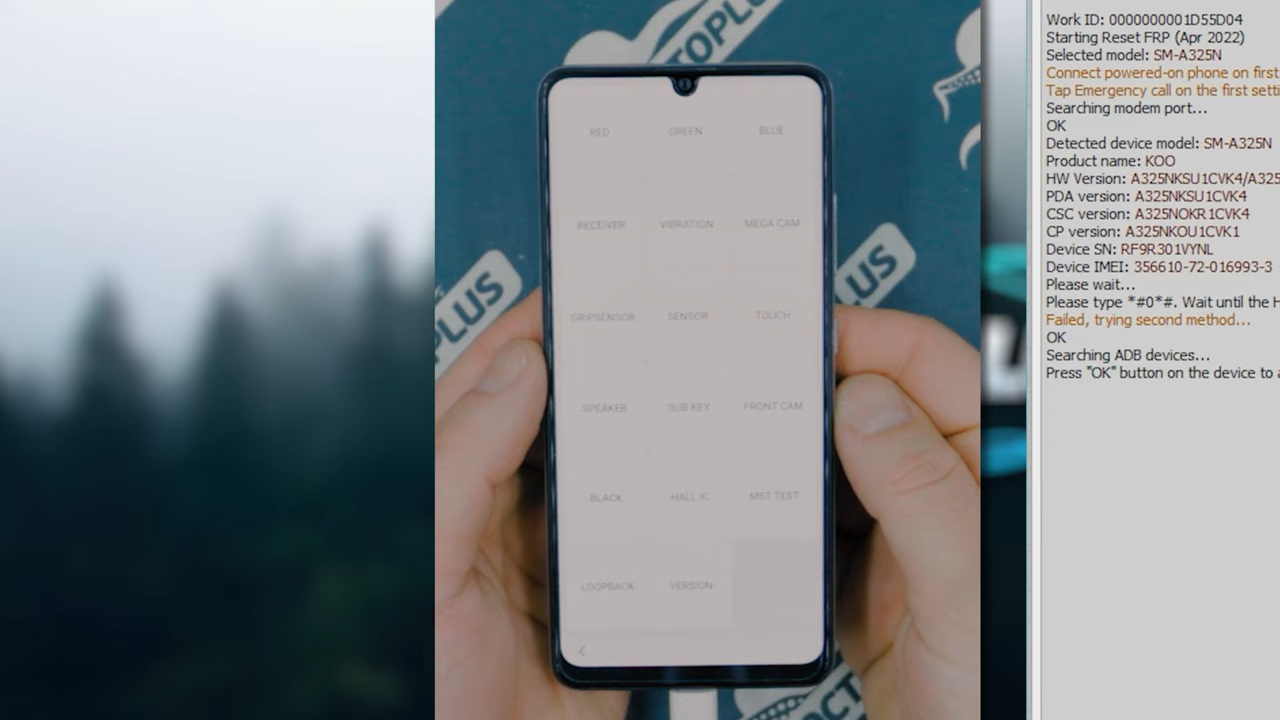 TOPLUS
RED GREEN BLUE
RECEIVER VIBRATION MEGA CAM
PLUS
LUS
GRIPSENSOR SENSOR TOUCH
SPEAKER SUB KEY FRONT CAM
BLACK HALL IC MST TEST
LOOPBACK VERSION
OCT
Work ID: 0000000001D55D04
Starting Reset FRP (Apr 2022)
Selected model: SM-A325N
Connect powered-on phone on first
Tap Emergency call on the first setti
Searching modem port...
OK
Detected device model: SM-A325N
Product name: KOO
HW Version: A325NKSU1CVK4/A325
PDA version: A325NKSU1CVK4
CSC version: A325NOKR1CVK4
CP version: A325NKOU1CVK1
Device SN: RF9R301VYNL
Device IMEI: 356610-72-016993-3
Please wait...
Please type *#0*#. Wait until the H
Failed, trying second method...
OK
Searching ADB devices...
Press "OK" button on the device to a